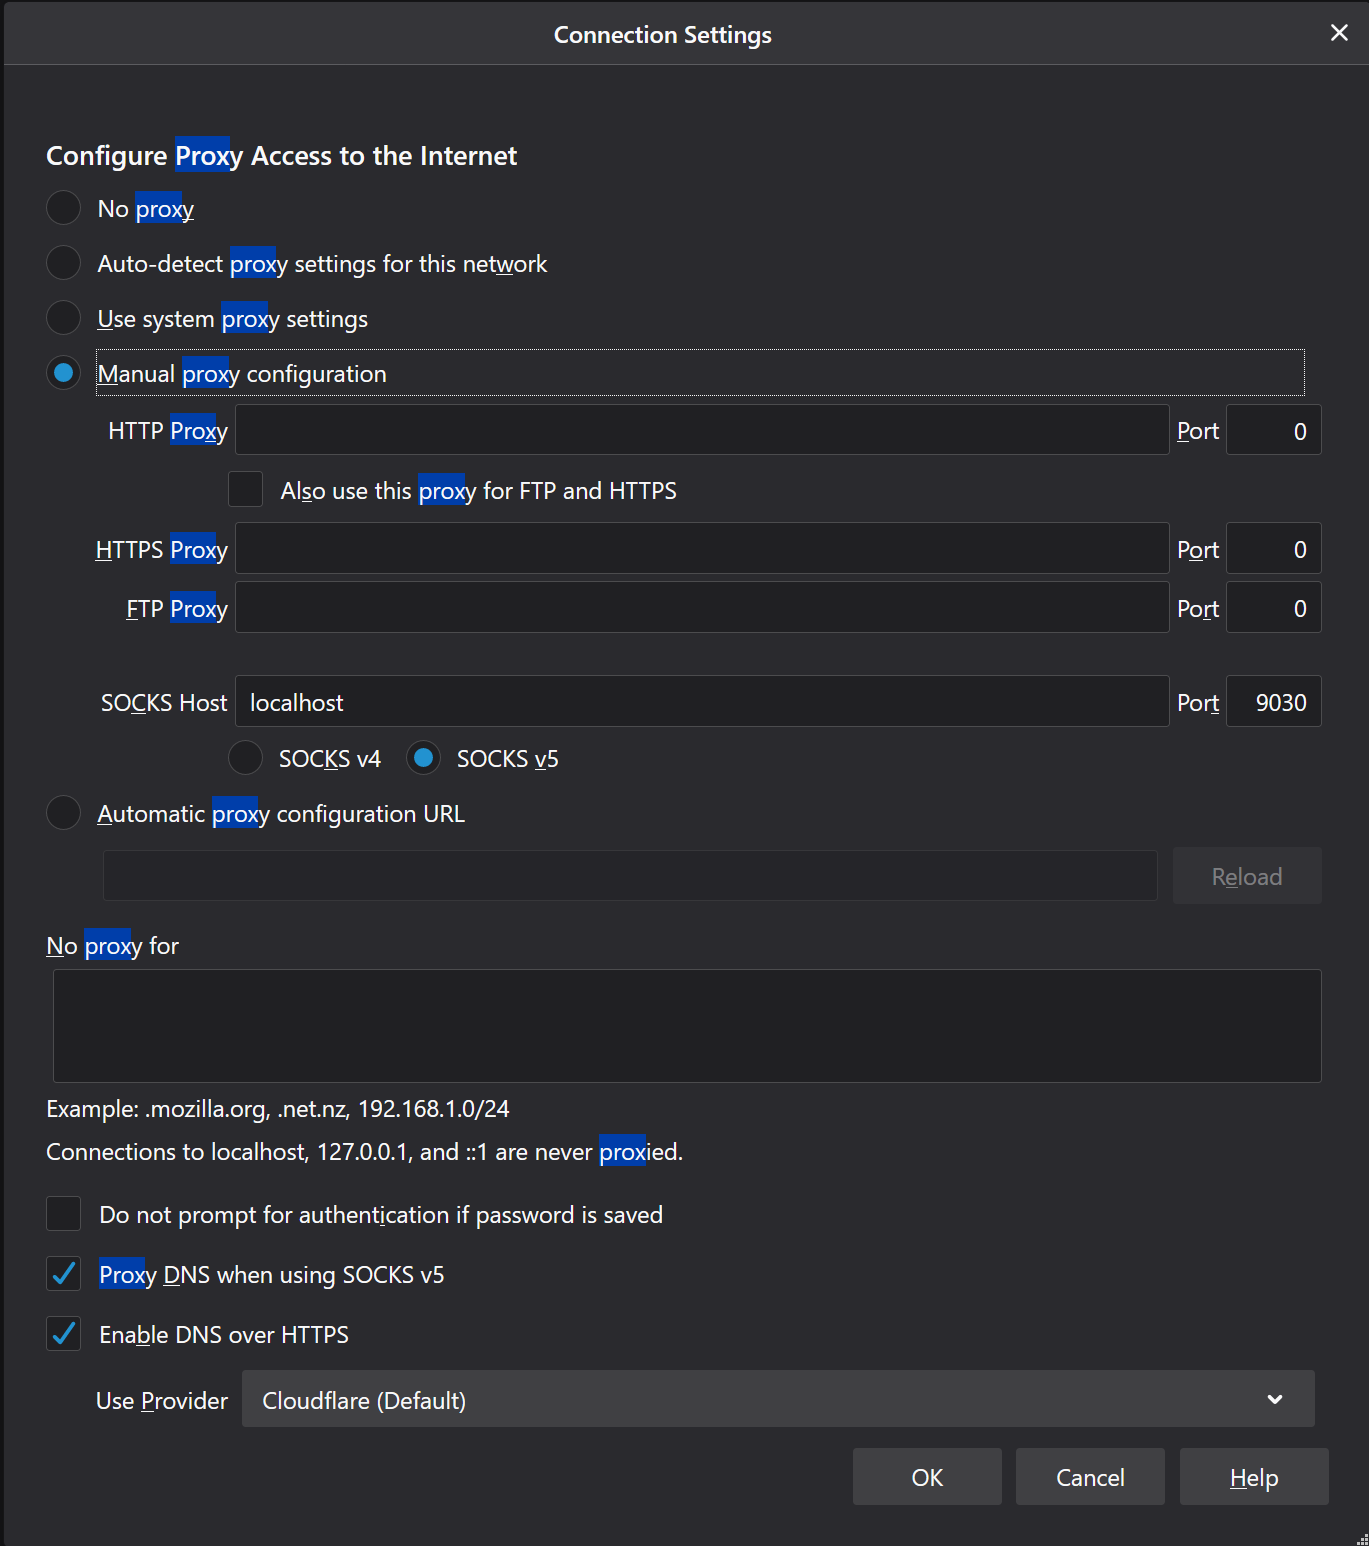 Connection Settings
Configure Proxy Access to the Internet
No proxy
Auto-detect proxy settings for this network
Use system proxy settings
Manual proxy configuration
HTTP Proxy Port 0
Also use this proxy for FTP and HTTPS
HTTPS Proxy Port 0
FTP Proxy Port 0
SOCKS Host localhost Port 9030
SOCKS v4 SOCKS v5
Automatic proxy configuration URL
Reload
No proxy for
Example: .mozilla.org, .net.nz, 192.168.1.0/24
Connections to localhost, 127.0.0.1, and ::1 are never proxied.
Do not prompt for authentication if password is saved
Proxy DNS when using SOCKS v5
Enable DNS over HTTPS
Use Provider Cloudflare (Default)
OK Cancel Help